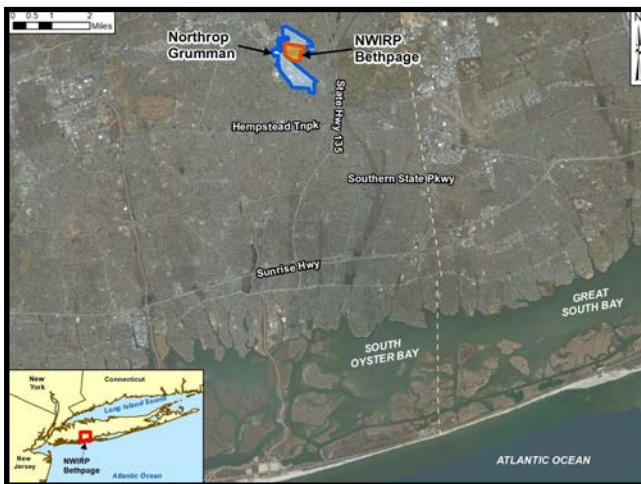 0 0.5 1 2
Miles
Northrop
Grumman
NWIRP
Bethpage
State Hwy 135
Hempstead Tnpk
Southern State Pkwy
Sunrise Hwy
GREAT
SOUTH BAY
SOUTH
OYSTER BAY
ATLANTIC OCEAN
New
York
Connecticut
Long Island Sound
New
Jersey
NWIRP
Bethpage
Atlantic Ocean